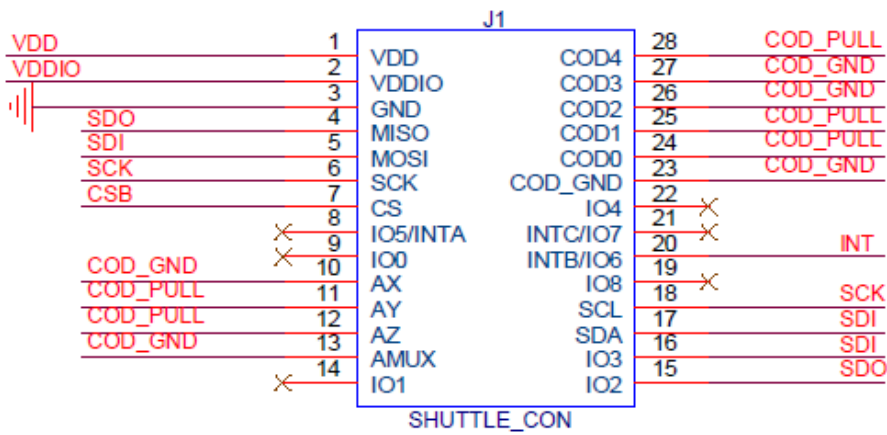 J1
VDD 1 VDD COD4 28 COD_PULL
VDDIO 2 VDDIO COD3 27 COD_GND
3 GND COD2 26 COD_GND
SDO 4 MISO COD1 25 COD_PULL
SDI 5 MOSI COD0 24 COD_PULL
SCK 6 SCK COD_GND 23 COD_GND
CSB 7 CS IO4 22
8 IO5/INTA INTC/IO7 21
9 IO0 INTB/IO6 20 INT
COD_GND 10 AX IO8 19
COD_PULL 11 AY SCL 18 SCK
COD_PULL 12 AZ SDA 17 SDI
COD_GND 13 AMUX IO3 16 SDI
14 IO1 IO2 15 SDO
SHUTTLE_CON